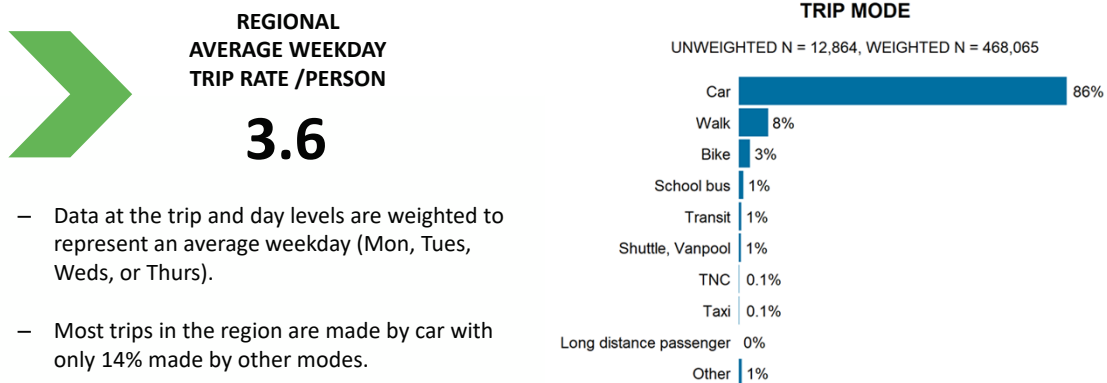 REGIONAL
AVERAGE WEEKDAY
TRIP RATE /PERSON
3.6
– Data at the trip and day levels are weighted to
represent an average weekday (Mon, Tues,
Weds, or Thurs).
– Most trips in the region are made by car with
only 14% made by other modes.
TRIP MODE
UNWEIGHTED N = 12,864, WEIGHTED N = 468,065
Car 86%
Walk 8%
Bike 3%
School bus 1%
Transit 1%
Shuttle, Vanpool 1%
TNC 0.1%
Taxi 0.1%
Long distance passenger 0%
Other 1%